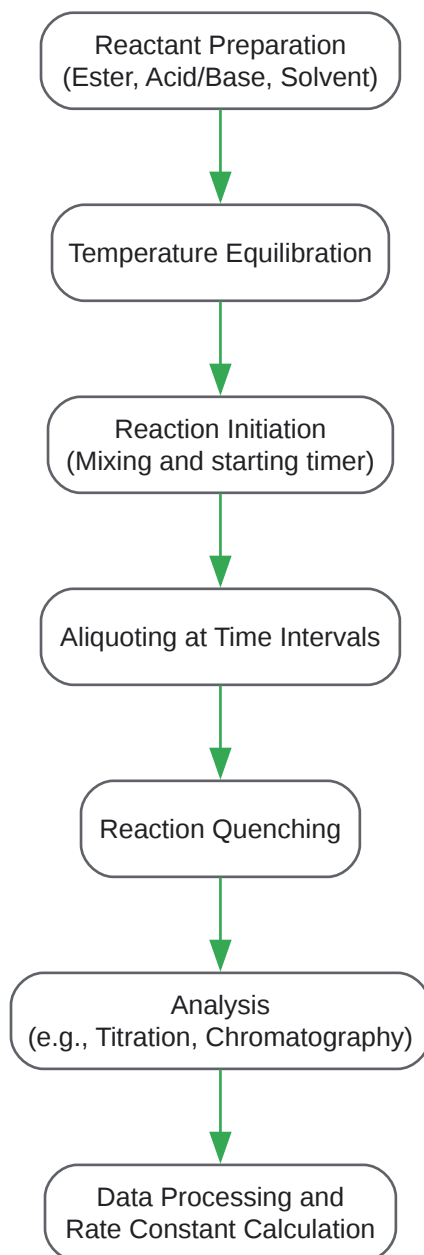 Reactant Preparation
(Ester, Acid/Base, Solvent)
Temperature Equilibration
Reaction Initiation
(Mixing and starting timer)
Aliquoting at Time Intervals
Reaction Quenching
Analysis
(e.g., Titration, Chromatography)
Data Processing and
Rate Constant Calculation